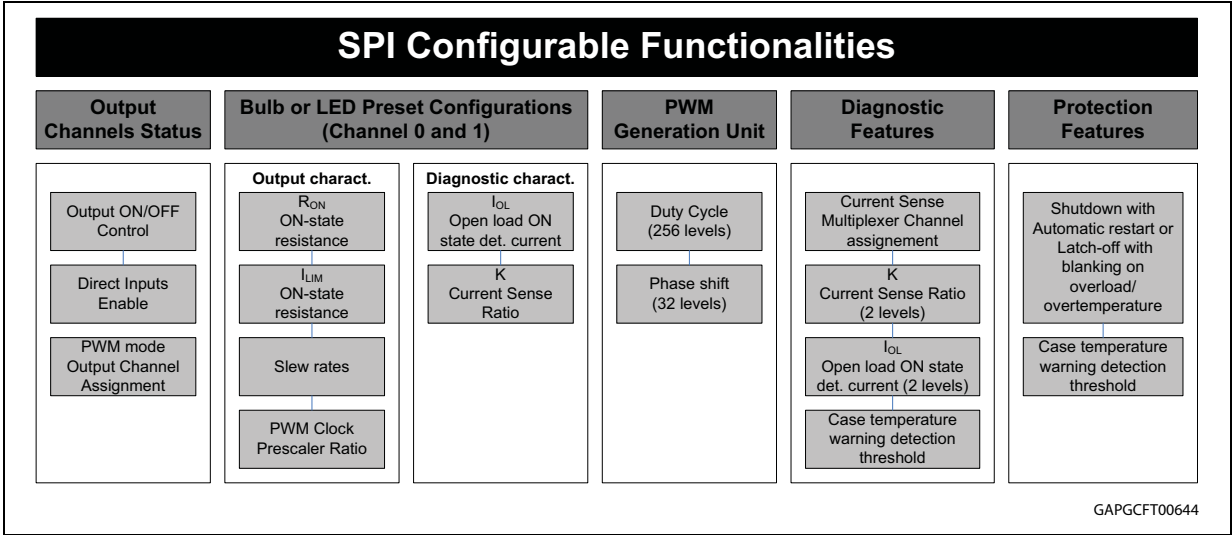 SPI Configurable Functionalities
Output
Channels Status
Bulb or LED Preset Configurations
(Channel 0 and 1)
PWM
Generation Unit
Diagnostic
Features
Protection
Features
Output ON/OFF
Control
Direct Inputs
Enable
PWM mode
Output Channel
Assignment
Output charact.
RON
ON-state
resistance
ILIM
ON-state
resistance
Slew rates
PWM Clock
Prescaler Ratio
Diagnostic charact.
IOL
Open load ON
state det. current
K
Current Sense
Ratio
Duty Cycle
(256 levels)
Phase shift
(32 levels)
Current Sense
Multiplexer Channel
assignement
K
Current Sense Ratio
(2 levels)
IOL
Open load ON state
det. current (2 levels)
Case temperature
warning detection
threshold
Shutdown with
Automatic restart or
Latch-off with
blanking on
overload/
overtemperature
Case temperature
warning detection
threshold
GAPGCFT00644